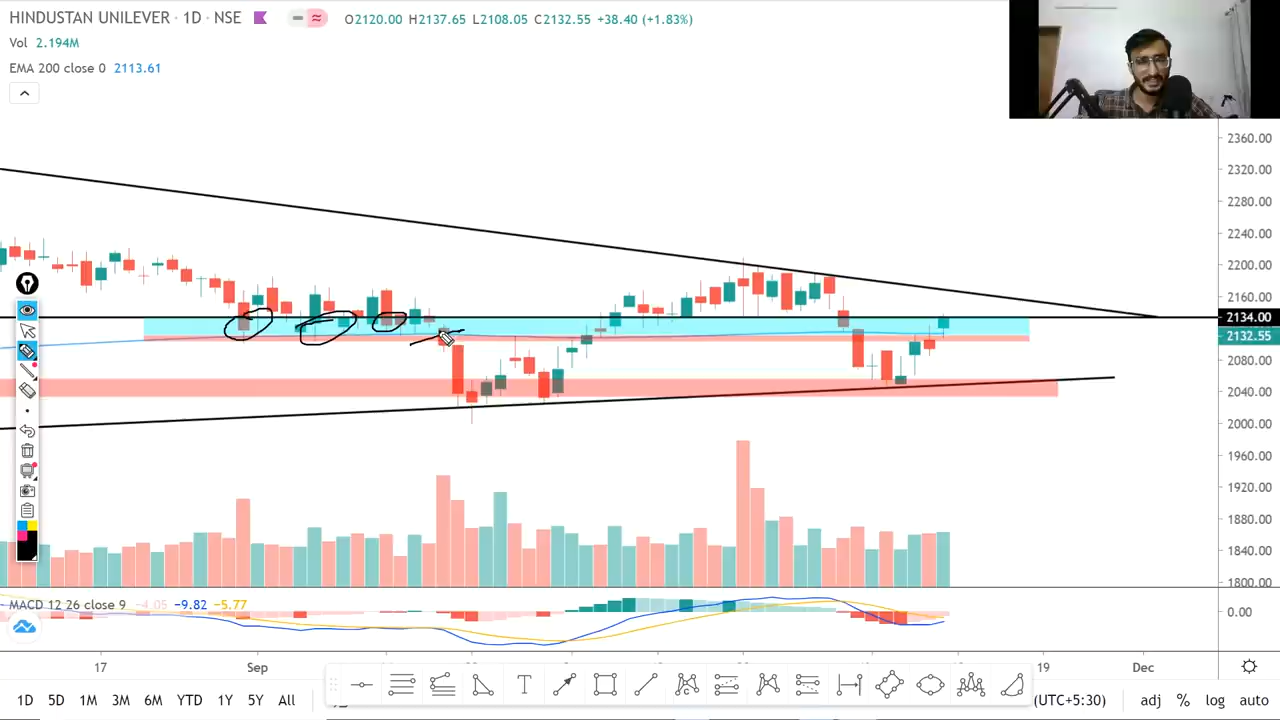 HINDUSTAN UNILEVER · 1D · NSE O2120.00 H2137.65 L2108.05 C2132.55 +38.40 (+1.83%)
Vol 2.194M
EMA 200 close 0 2113.61
2360.00
2320.00
2280.00
2240.00
2200.00
2160.00
2134.00
2132.55
2080.00
2040.00
2000.00
1960.00
1920.00
1880.00
1840.00
1800.00
MACD 12 26 close 9 −4.05 −9.82 −5.77 0.00
17 Sep 19 Dec
1D 5D 1M 3M 6M YTD 1Y 5Y All (UTC+5:30) adj % log auto